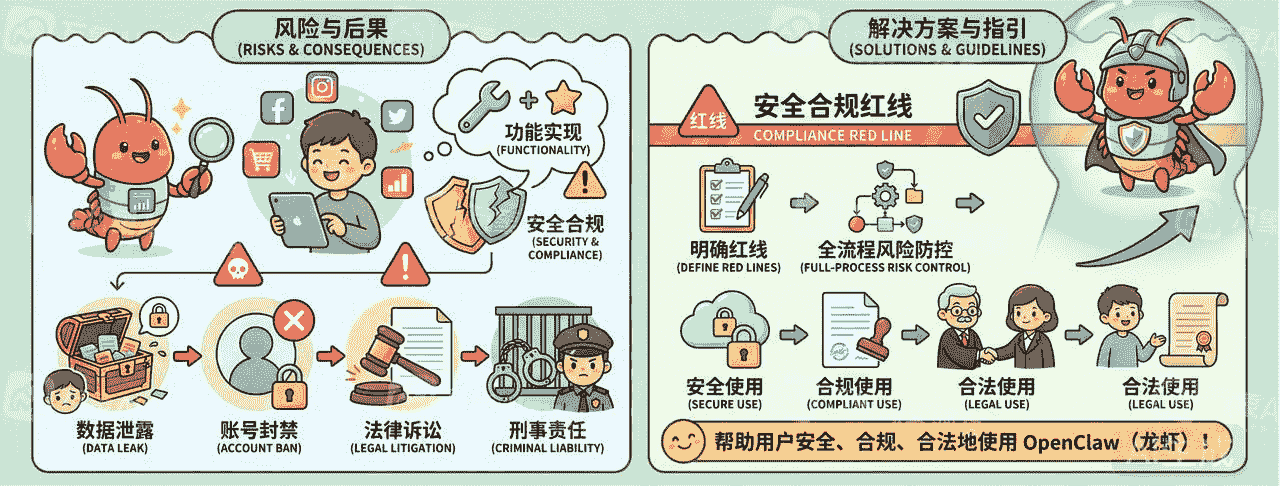 风险与后果
(RISKS & CONSEQUENCES)
功能实现
(FUNCTIONALITY)
安全合规
(SECURITY &
COMPLIANCE)
数据泄露
(DATA LEAK)
账号封禁
(ACCOUNT BAN)
法律诉讼
(LEGAL LITIGATION)
刑事责任
(CRIMINAL LIABILITY)
解决方案与指引
(SOLUTIONS & GUIDELINES)
红线
安全合规红线
COMPLIANCE RED LINE
明确红线
(DEFINE RED LINES)
全流程风险防控
(FULL-PROCESS RISK CONTROL)
安全使用
(SECURE USE)
合规使用
(COMPLIANT USE)
合法使用
(LEGAL USE)
合法使用
(LEGAL USE)
帮助用户安全、合规、合法地使用 OpenClaw（龙虾）！